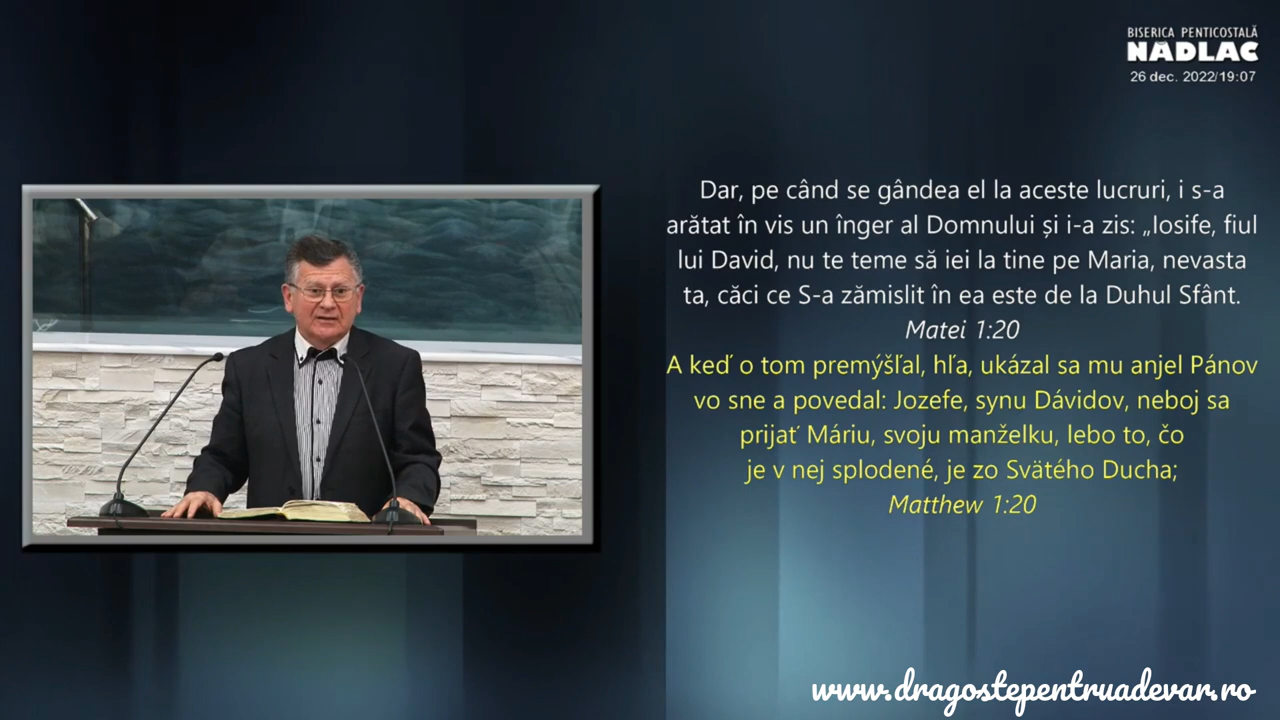 BISERICA PENTICOSTALĂ
NĂDLAC
26 dec. 2022/19:07
Dar, pe când se gândea el la aceste lucruri, i s-a
arătat în vis un înger al Domnului și i-a zis: „Iosife, fiul
lui David, nu te teme să iei la tine pe Maria, nevasta
ta, căci ce S-a zămislit în ea este de la Duhul Sfânt.
Matei 1:20
A keď o tom premýšľal, hľa, ukázal sa mu anjel Pánov
vo sne a povedal: Jozefe, synu Dávidov, neboj sa
prijať Máriu, svoju manželku, lebo to, čo
je v nej splodené, je zo Svätého Ducha;
Matthew 1:20
www.dragostepentruadevar.ro